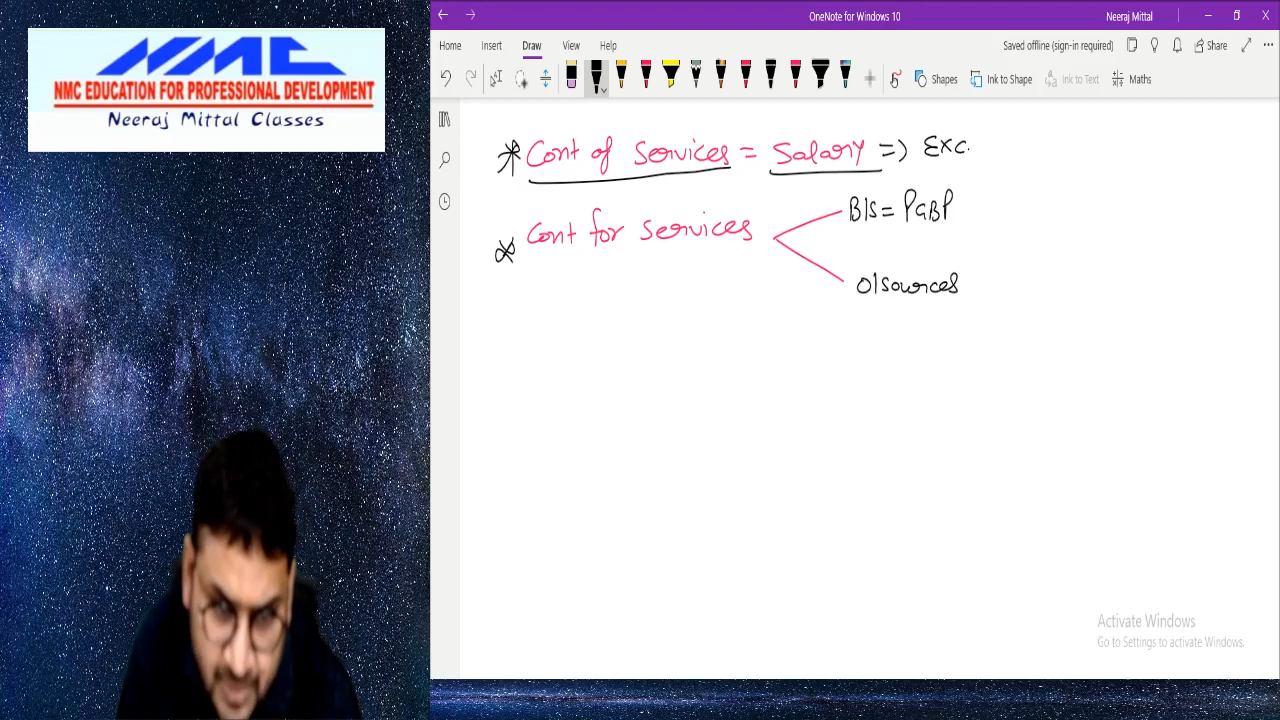 OneNote for Windows 10
Neeraj Mittal
Home Insert Draw View Help
Saved offline (sign-in required)
Share
Shapes
Ink to Shape
Ink to Text
Maths
NMC
NMC EDUCATION FOR PROFESSIONAL DEVELOPMENT
Neeraj Mittal Classes
Cont of Services = Salary => Exc.
Cont for services
B/S = PGBP
O/Sources
Activate Windows
Go to Settings to activate Windows.